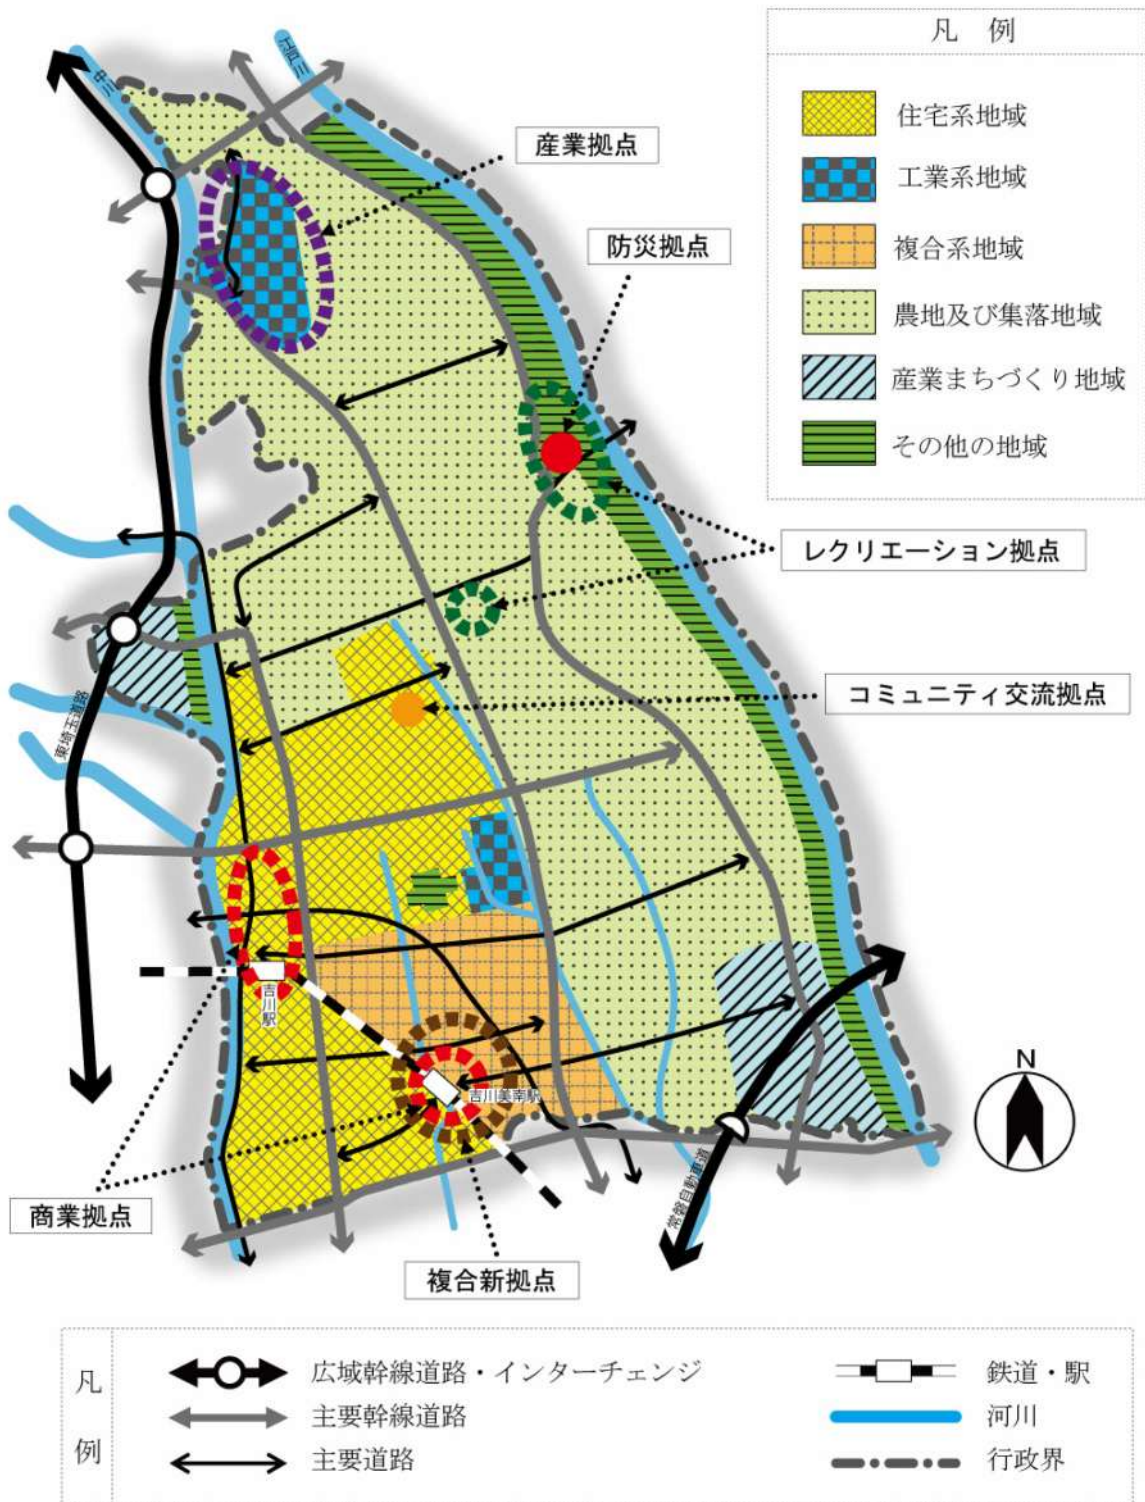 凡 例
住宅系地域
工業系地域
複合系地域
農地及び集落地域
産業まちづくり地域
その他の地域
中川
江戸川
産業拠点
防災拠点
レクリエーション拠点
コミュニティ交流拠点
東埼玉道路
吉川駅
吉川美南駅
N
常磐自動車道
商業拠点
複合新拠点
凡例
広域幹線道路・インターチェンジ
主要幹線道路
主要道路
鉄道・駅
河川
行政界